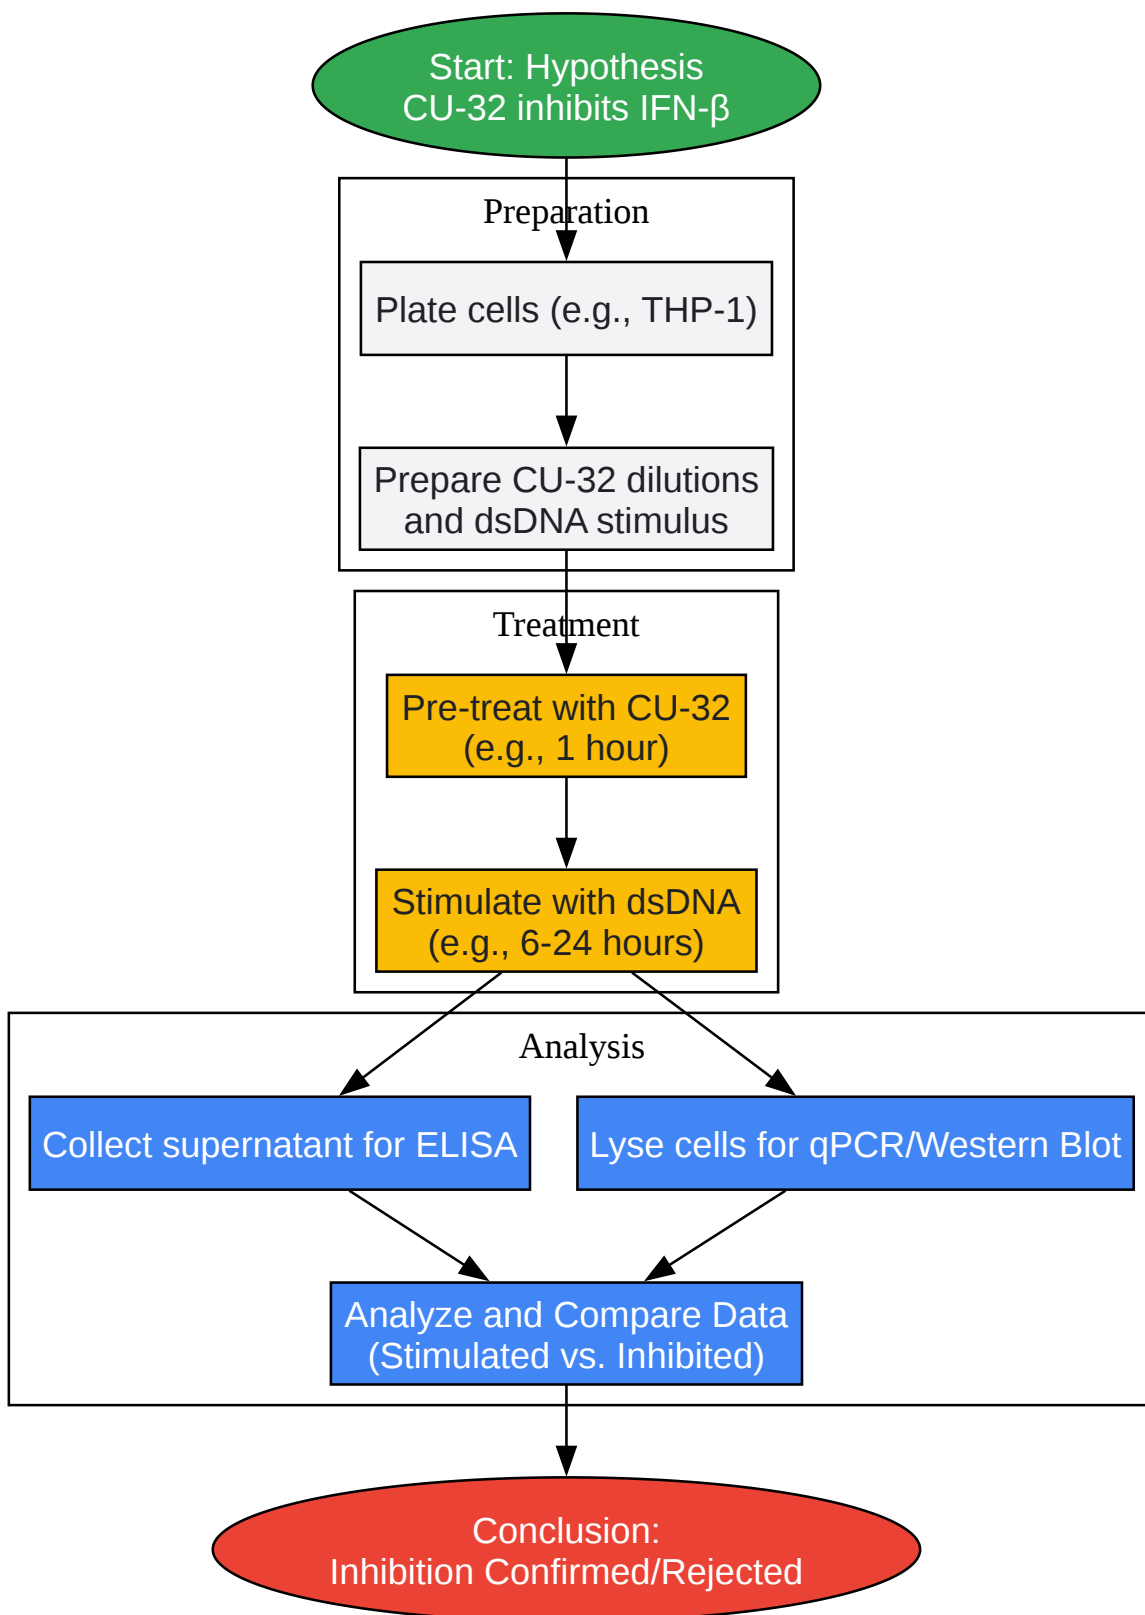 Start: Hypothesis
CU-32 inhibits IFN-β
Preparation
Plate cells (e.g., THP-1)
Prepare CU-32 dilutions
and dsDNA stimulus
Treatment
Pre-treat with CU-32
(e.g., 1 hour)
Stimulate with dsDNA
(e.g., 6-24 hours)
Analysis
Collect supernatant for ELISA
Lyse cells for qPCR/Western Blot
Analyze and Compare Data
(Stimulated vs. Inhibited)
Conclusion:
Inhibition Confirmed/Rejected